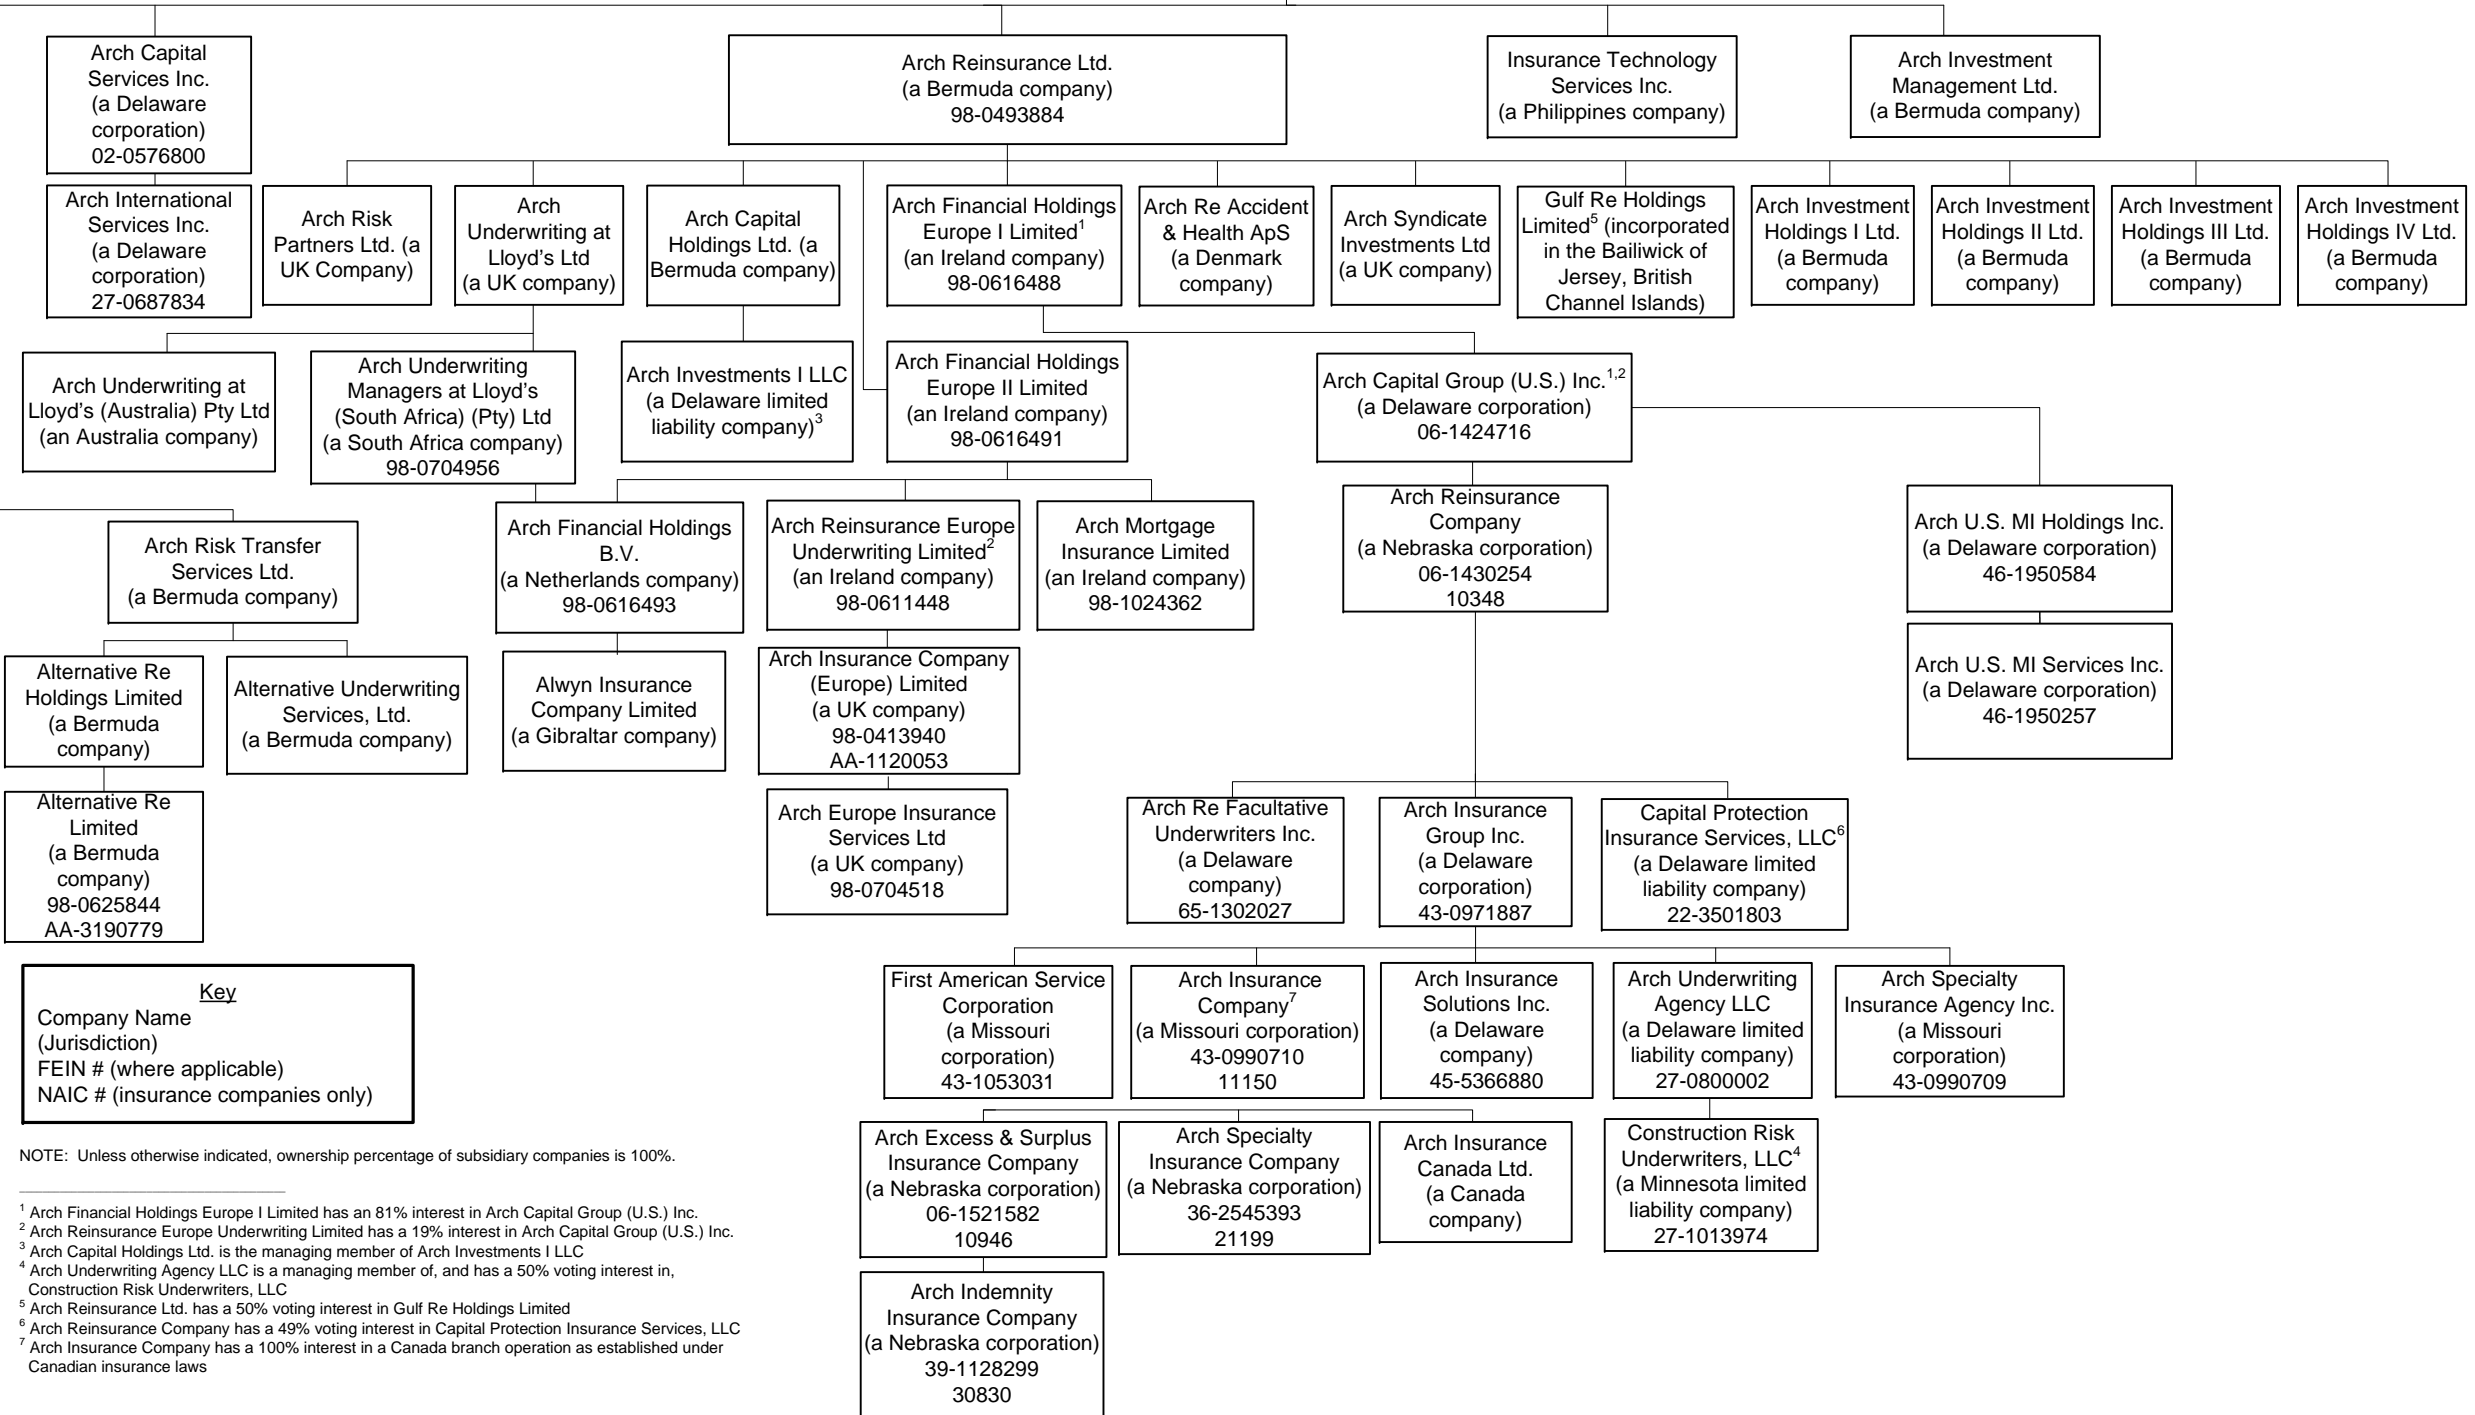 Arch Capital
Services Inc.
(a Delaware
corporation)
02-0576800
Arch Reinsurance Ltd.
(a Bermuda company)
98-0493884
Insurance Technology
Services Inc.
(a Philippines company)
Arch Investment
Management Ltd.
(a Bermuda company)
Arch International
Services Inc.
(a Delaware
corporation)
27-0687834
Arch Risk
Partners Ltd. (a
UK Company)
Arch
Underwriting at
Lloyd's Ltd
(a UK company)
Arch Capital
Holdings Ltd. (a
Bermuda company)
Arch Financial Holdings
Europe I Limited1
(an Ireland company)
98-0616488
Arch Re Accident
& Health ApS
(a Denmark
company)
Arch Syndicate
Investments Ltd
(a UK company)
Gulf Re Holdings
Limited5 (incorporated
in the Bailiwick of
Jersey, British
Channel Islands)
Arch Investment
Holdings I Ltd.
(a Bermuda
company)
Arch Investment
Holdings II Ltd.
(a Bermuda
company)
Arch Investment
Holdings III Ltd.
(a Bermuda
company)
Arch Investment
Holdings IV Ltd.
(a Bermuda
company)
Arch Underwriting at
Lloyd's (Australia) Pty Ltd
(an Australia company)
Arch Underwriting
Managers at Lloyd's
(South Africa) (Pty) Ltd
(a South Africa company)
98-0704956
Arch Investments I LLC
(a Delaware limited
liability company)3
Arch Financial Holdings
Europe II Limited
(an Ireland company)
98-0616491
Arch Capital Group (U.S.) Inc.1,2
(a Delaware corporation)
06-1424716
Arch Risk Transfer
Services Ltd.
(a Bermuda company)
Arch Financial Holdings
B.V.
(a Netherlands company)
98-0616493
Arch Reinsurance Europe
Underwriting Limited2
(an Ireland company)
98-0611448
Arch Mortgage
Insurance Limited
(an Ireland company)
98-1024362
Arch Reinsurance
Company
(a Nebraska corporation)
06-1430254
10348
Arch U.S. MI Holdings Inc.
(a Delaware corporation)
46-1950584
Alternative Re
Holdings Limited
(a Bermuda
company)
Alternative Underwriting
Services, Ltd.
(a Bermuda company)
Alwyn Insurance
Company Limited
(a Gibraltar company)
Arch Insurance Company
(Europe) Limited
(a UK company)
98-0413940
AA-1120053
Arch U.S. MI Services Inc.
(a Delaware corporation)
46-1950257
Alternative Re
Limited
(a Bermuda
company)
98-0625844
AA-3190779
Arch Europe Insurance
Services Ltd
(a UK company)
98-0704518
Arch Re Facultative
Underwriters Inc.
(a Delaware
company)
65-1302027
Arch Insurance
Group Inc.
(a Delaware
corporation)
43-0971887
Capital Protection
Insurance Services, LLC6
(a Delaware limited
liability company)
22-3501803
First American Service
Corporation
(a Missouri
corporation)
43-1053031
Arch Insurance
Company7
(a Missouri corporation)
43-0990710
11150
Arch Insurance
Solutions Inc.
(a Delaware
company)
45-5366880
Arch Underwriting
Agency LLC
(a Delaware limited
liability company)
27-0800002
Arch Specialty
Insurance Agency Inc.
(a Missouri
corporation)
43-0990709
Arch Excess & Surplus
Insurance Company
(a Nebraska corporation)
06-1521582
10946
Arch Specialty
Insurance Company
(a Nebraska corporation)
36-2545393
21199
Arch Insurance
Canada Ltd.
(a Canada
company)
Construction Risk
Underwriters, LLC4
(a Minnesota limited
liability company)
27-1013974
Arch Indemnity
Insurance Company
(a Nebraska corporation)
39-1128299
30830
Key
Company Name
(Jurisdiction)
FEIN # (where applicable)
NAIC # (insurance companies only)
NOTE: Unless otherwise indicated, ownership percentage of subsidiary companies is 100%.
1 Arch Financial Holdings Europe I Limited has an 81% interest in Arch Capital Group (U.S.) Inc.
2 Arch Reinsurance Europe Underwriting Limited has a 19% interest in Arch Capital Group (U.S.) Inc.
3 Arch Capital Holdings Ltd. is the managing member of Arch Investments I LLC
4 Arch Underwriting Agency LLC is a managing member of, and has a 50% voting interest in,
Construction Risk Underwriters, LLC
5 Arch Reinsurance Ltd. has a 50% voting interest in Gulf Re Holdings Limited
6 Arch Reinsurance Company has a 49% voting interest in Capital Protection Insurance Services, LLC
7 Arch Insurance Company has a 100% interest in a Canada branch operation as established under
Canadian insurance laws